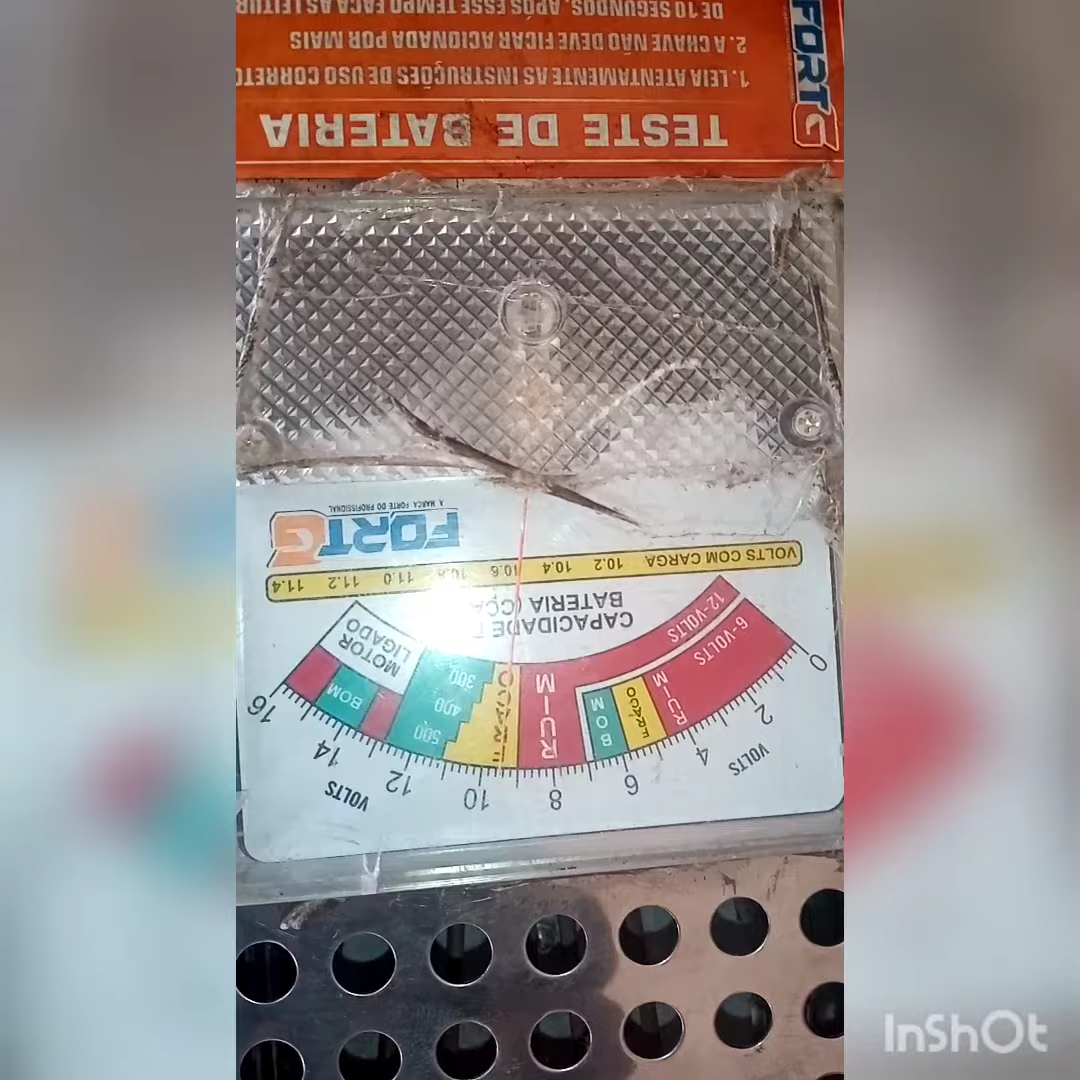 TESTE DE BATERIA
1. LEIA ATENTAMENTE AS INSTRUÇÕES DE USO CORRETO
2. A CHAVE NÃO DEVE FICAR ACIONADA POR MAIS
DE 10 SEGUNDOS. APÓS ESSE TEMPO FAÇA AS LEITUR
FORTG
0 2 4 6 8 10 12 14 16
VOLTS VOLTS
6-VOLTS
12-VOLTS
RUIM BOM
RUIM
300 400 500
BOM
MOTOR
LIGADO
CAPACIDADE
BATERIA (CCA
VOLTS COM CARGA 10.2 10.4 10.6 10.8 11.0 11.2 11.4
FORTG
A MARCA FORTE DO PROFISSIONAL
InShOt